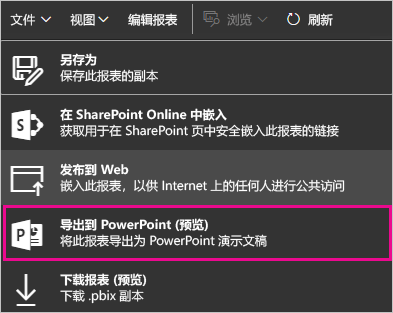 文件 视图 编辑报表 浏览 刷新
另存为
保存此报表的副本
在 SharePoint Online 中嵌入
获取用于在 SharePoint 页中安全嵌入此报表的链接
发布到 Web
嵌入此报表，以供 Internet 上的任何人进行公共访问
导出到 PowerPoint (预览)
将此报表导出为 PowerPoint 演示文稿
下载报表 (预览)
下载 .pbix 副本